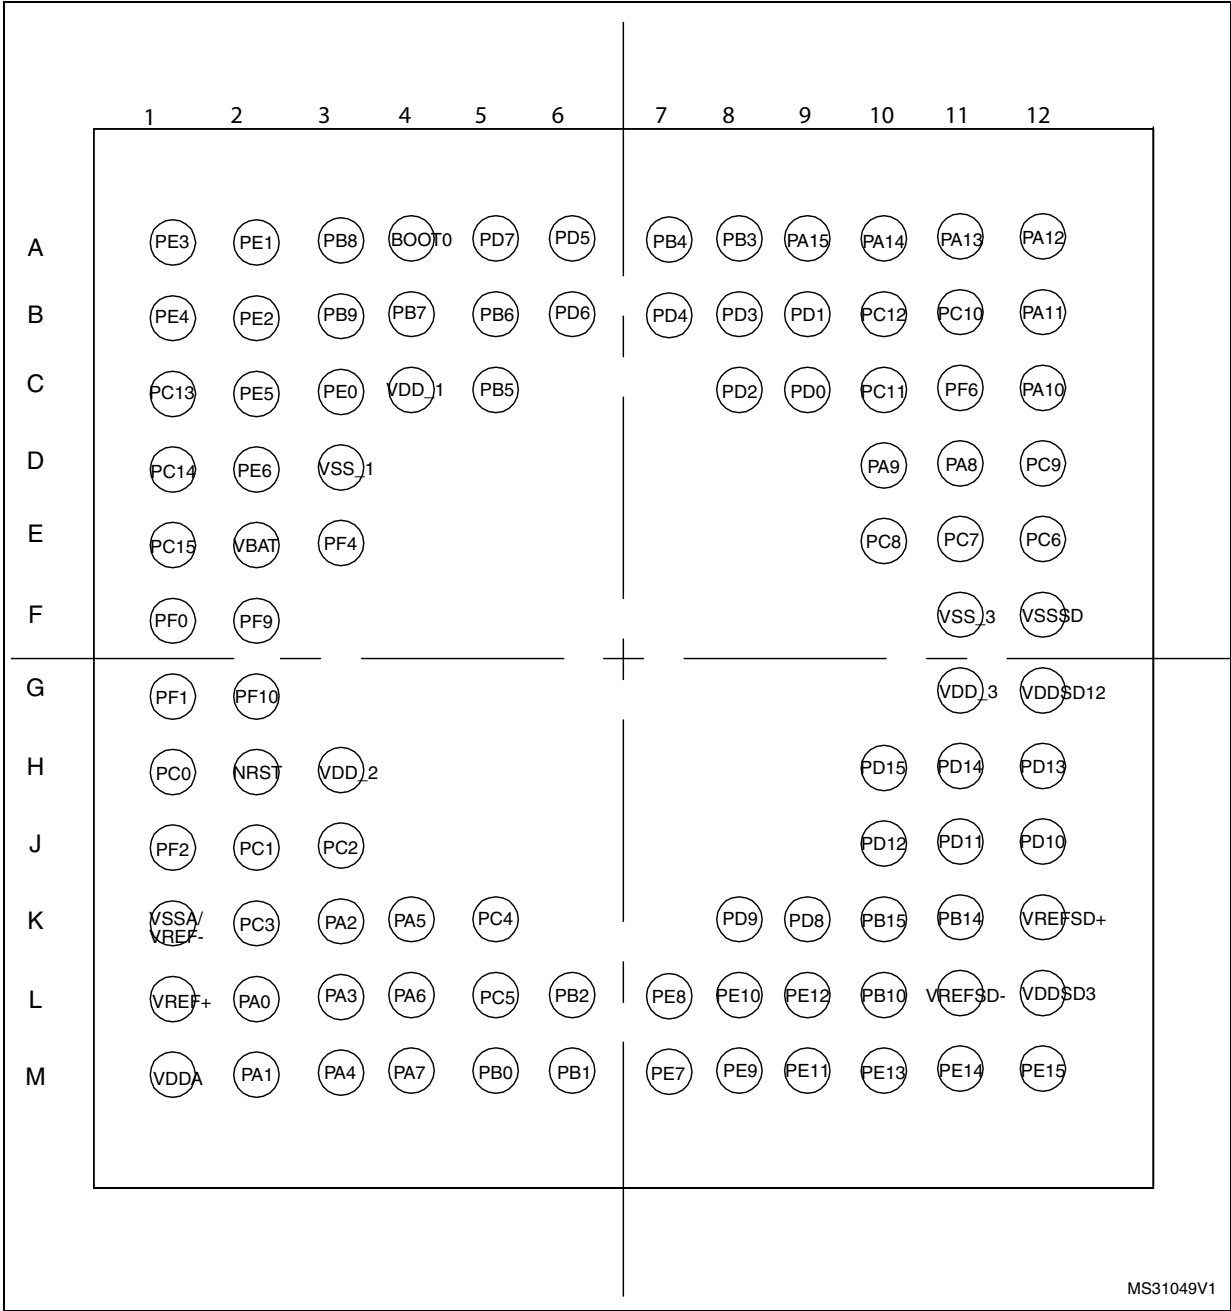 1 2 3 4 5 6 7 8 9 10 11 12
A PE3 PE1 PB8 BOOT0 PD7 PD5 PB4 PB3 PA15 PA14 PA13 PA12
B PE4 PE2 PB9 PB7 PB6 PD6 PD4 PD3 PD1 PC12 PC10 PA11
C PC13 PE5 PE0 VDD_1 PB5 PD2 PD0 PC11 PF6 PA10
D PC14 PE6 VSS_1 PA9 PA8 PC9
E PC15 VBAT PF4 PC8 PC7 PC6
F PF0 PF9 VSS_3 VSSSD
G PF1 PF10 VDD_3 VDDSD12
H PC0 NRST VDD_2 PD15 PD14 PD13
J PF2 PC1 PC2 PD12 PD11 PD10
K VSSA/ PC3 PA2 PA5 PC4 PD9 PD8 PB15 PB14 VREFSD+
VREF-
L VREF+ PA0 PA3 PA6 PC5 PB2 PE8 PE10 PE12 PB10 VREFSD- VDDSD3
M VDDA PA1 PA4 PA7 PB0 PB1 PE7 PE9 PE11 PE13 PE14 PE15
MS31049V1